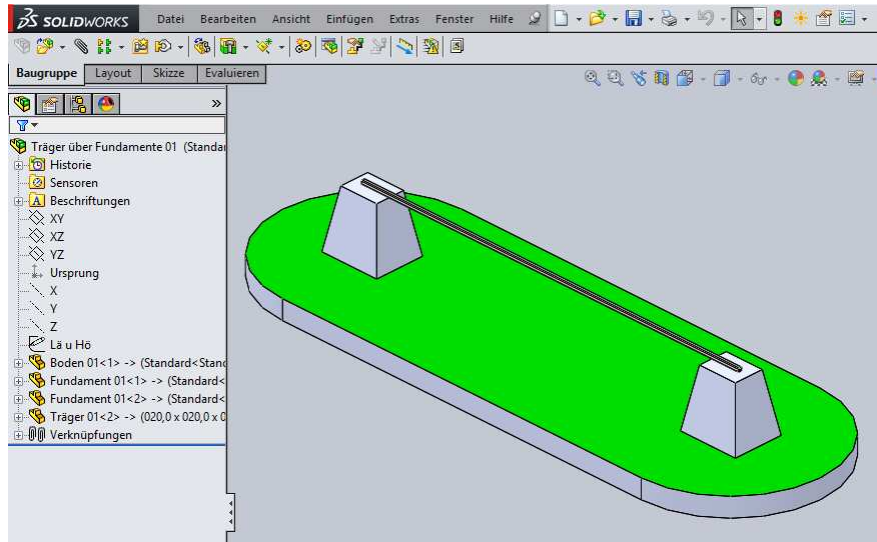 SOLIDWORKS Datei Bearbeiten Ansicht Einfügen Extras Fenster Hilfe
Baugruppe Layout Skizze Evaluieren
»
Träger über Fundamente 01 (Standar
Historie
Sensoren
A Beschriftungen
XY
XZ
YZ
Ursprung
X
Y
Z
Lä u Hö
Boden 01<1> -> (Standard<Stand
Fundament 01<1> -> (Standard<
Fundament 01<2> -> (Standard<
Träger 01<2> -> (020,0 x 020,0 x 0
Verknüpfungen